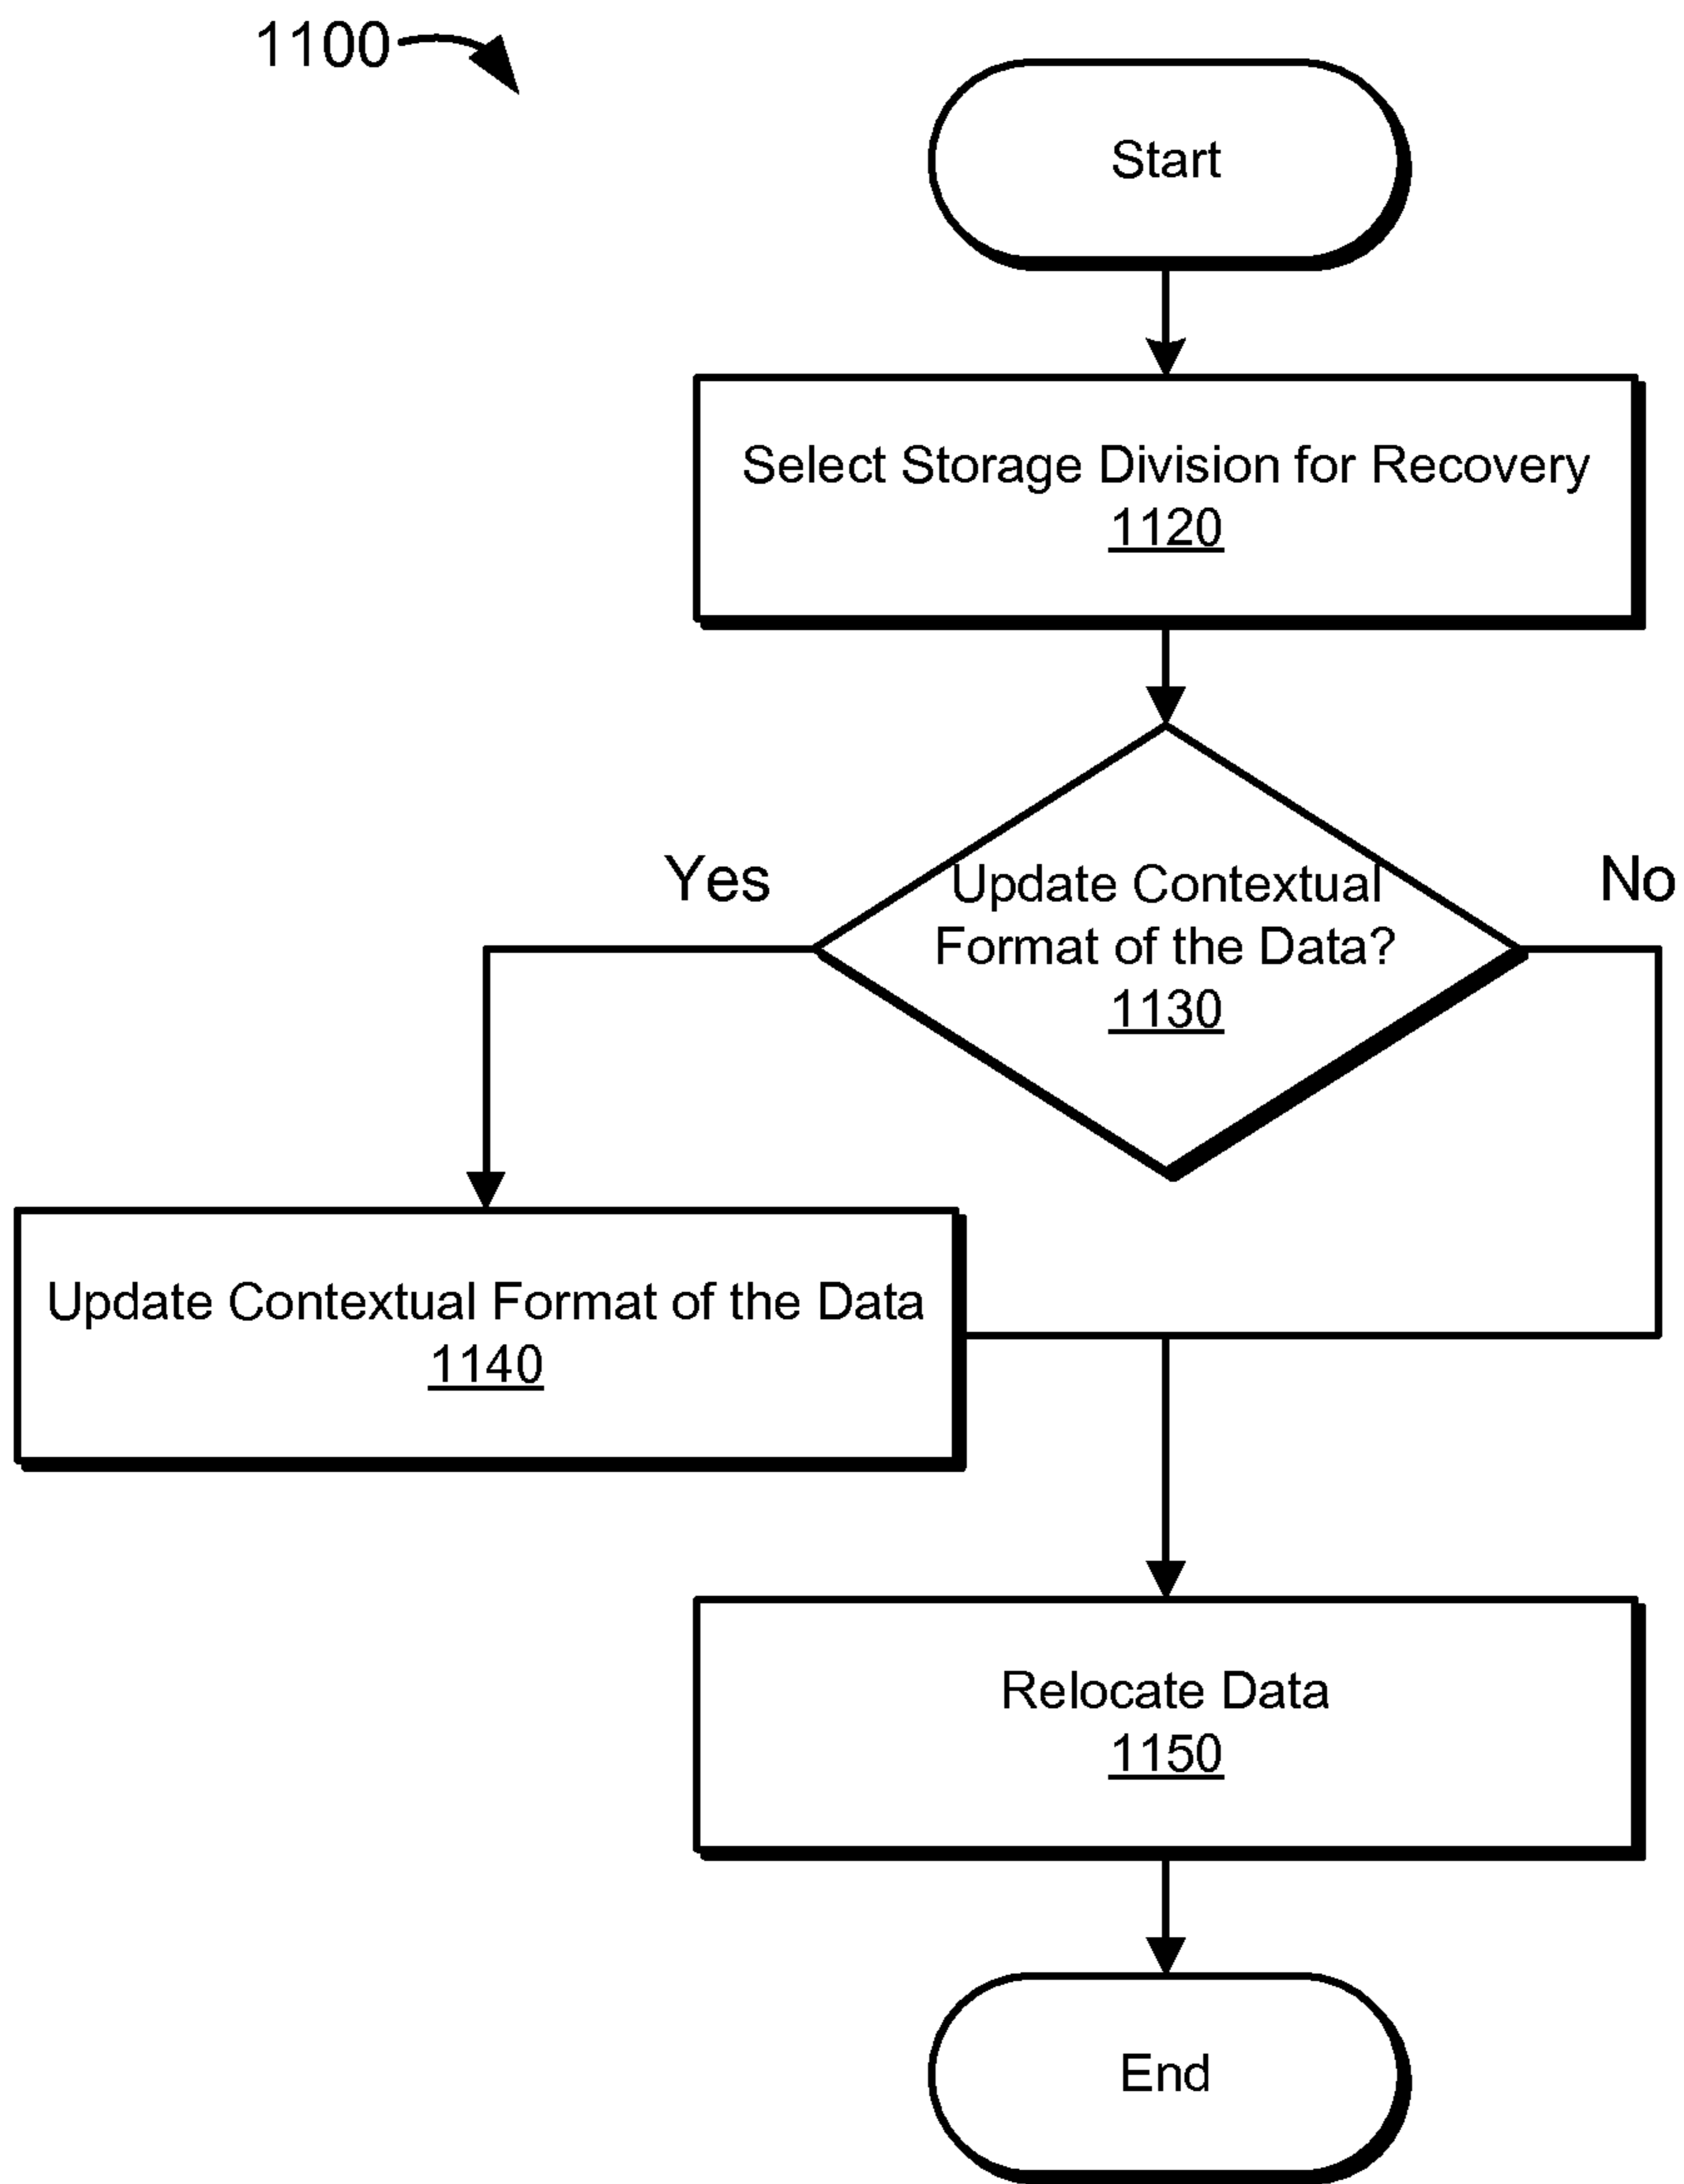 1100
Start
Select Storage Division for Recovery
1120
Yes
No
Update Contextual
Format of the Data?
1130
Update Contextual Format of the Data
1140
Relocate Data
1150
End